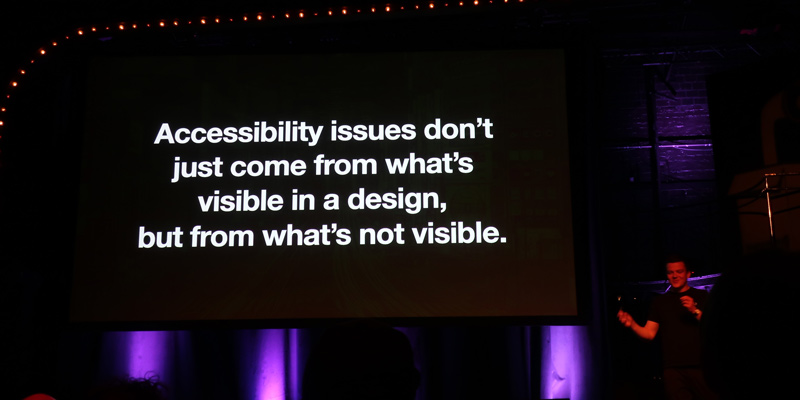 Accessibility issues don’t
just come from what’s
visible in a design,
but from what’s not visible.